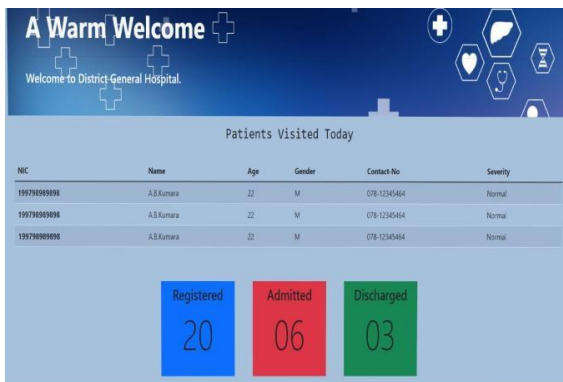 A Warm Welcome
Welcome to District General Hospital.
Patients Visited Today
NIC Name Age Gender Contact-No Severity
199798989898 A.B.Kumara 22 M 078-12345464 Normal
199798989898 A.B.Kumara 22 M 078-12345464 Normal
199798989898 A.B.Kumara 22 M 078-12345464 Normal
Registered Admitted Discharged
20 06 03